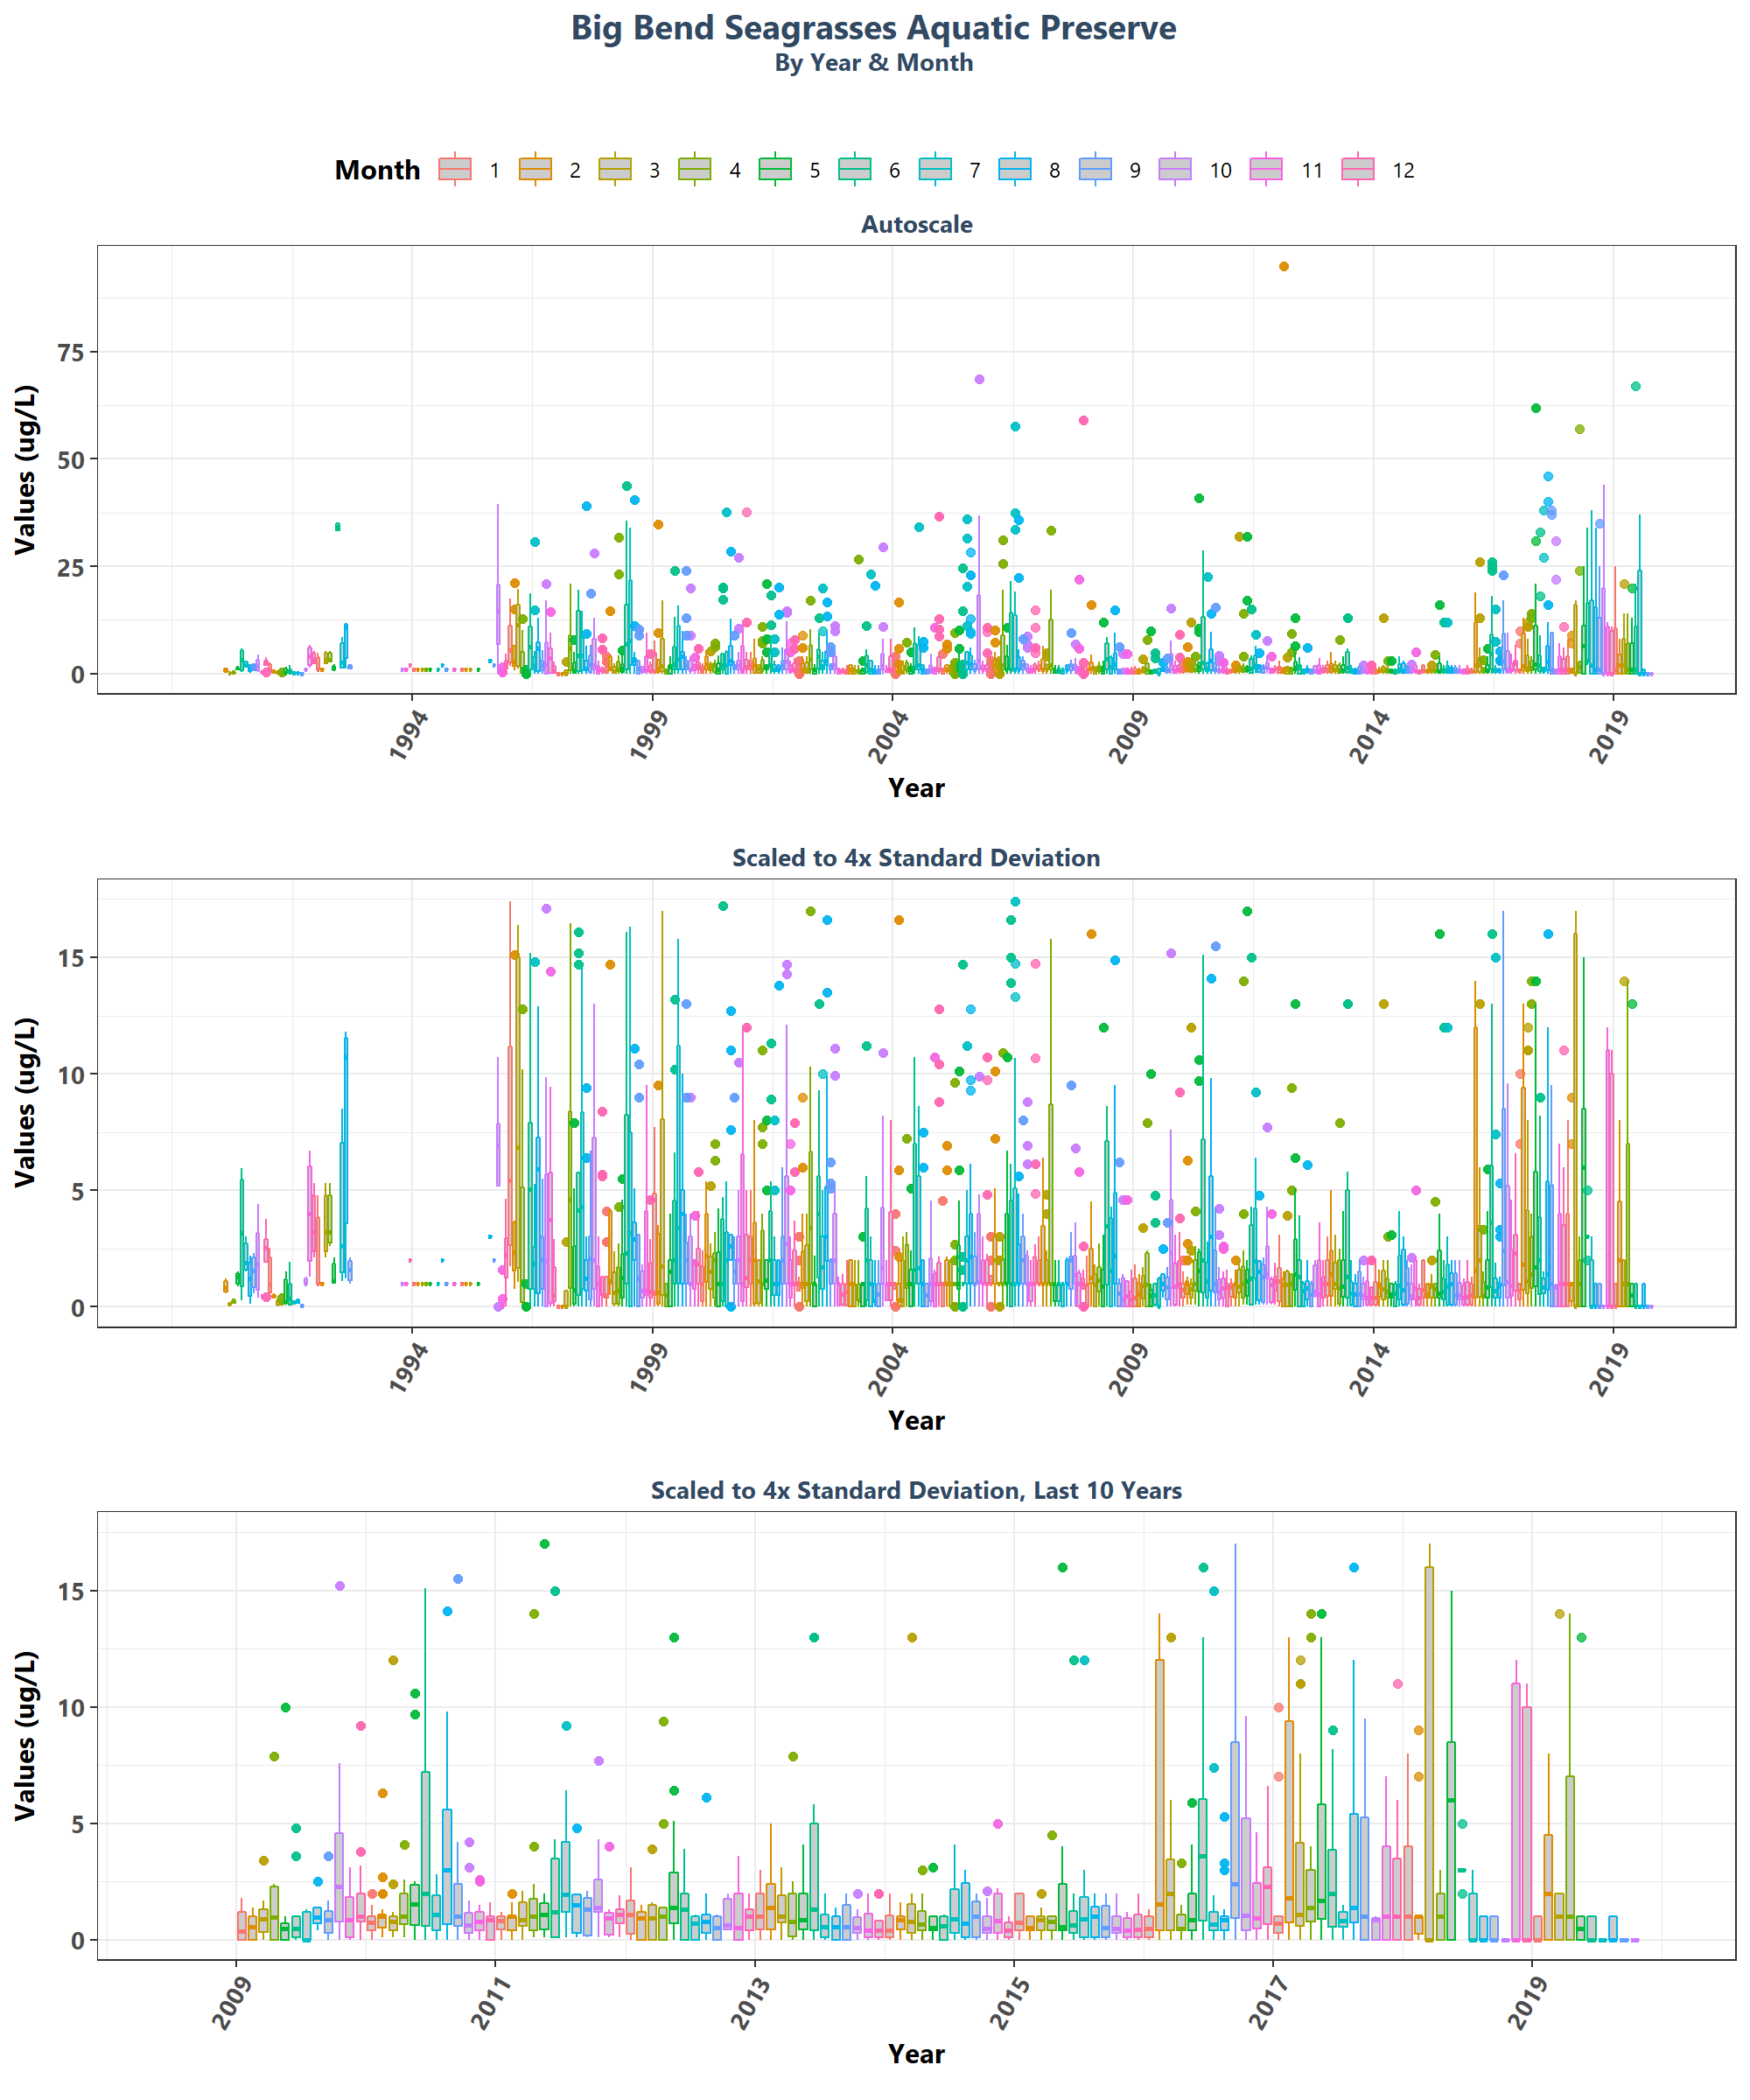 Big Bend Seagrasses Aquatic Preserve
By Year & Month
Month 1 2 3 4 5 6 7 8 9 10 11 12
Autoscale
Values (ug/L)
75
50
25
0
1994 1999 2004 2009 2014 2019
Year
Scaled to 4x Standard Deviation
Values (ug/L)
15
10
5
0
1994 1999 2004 2009 2014 2019
Year
Scaled to 4x Standard Deviation, Last 10 Years
Values (ug/L)
15
10
5
0
2009 2011 2013 2015 2017 2019
Year